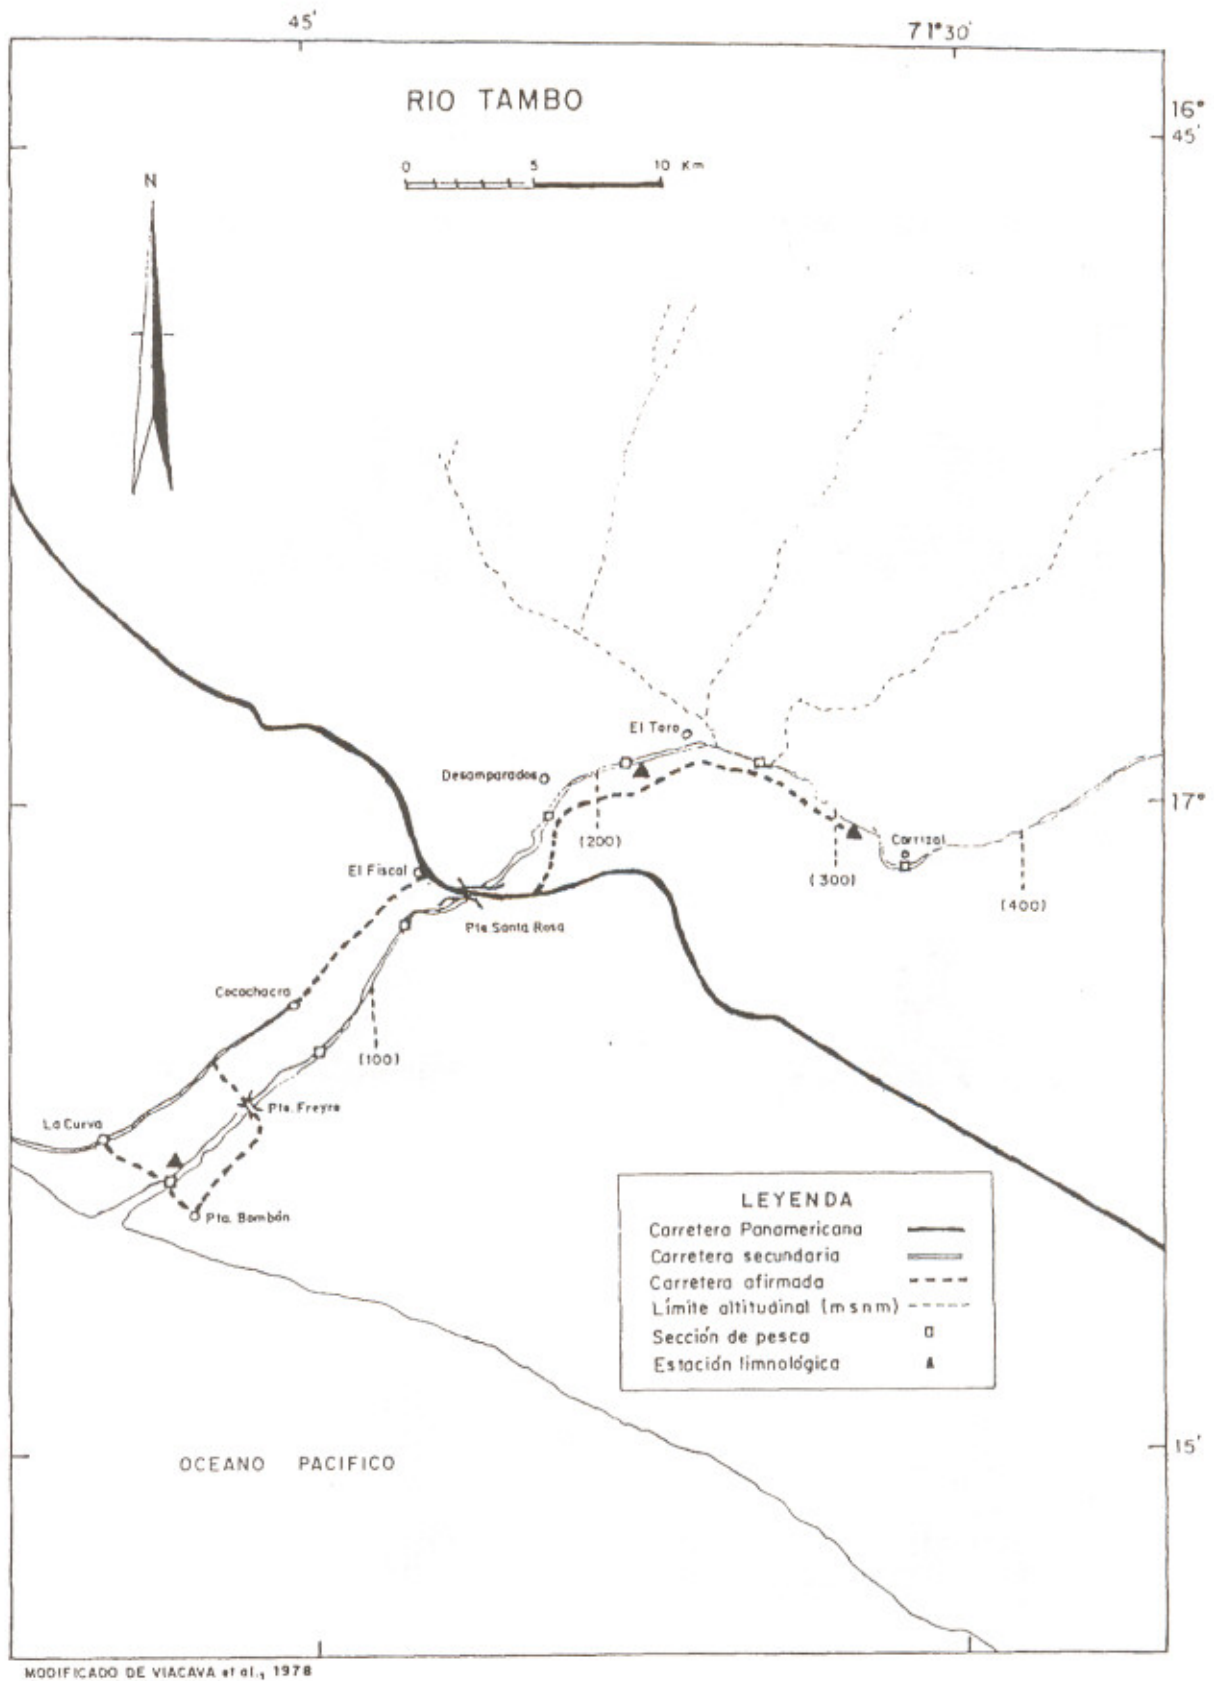 45'
71°30'
RIO TAMBO
16°
45'
0 5 10 Km
N
El Toro
Desamparados
17°
(200)
Carrizal
El Fiscal
(300)
(400)
Pte. Santa Rosa
Cocachacra
(100)
Pte. Freyre
La Curva
Pta. Bombón
LEYENDA
Carretera Panamericana
Carretera secundaria
Carretera afirmada
Límite altitudinal (m s n m)
Sección de pesca
Estación limnológica
15'
OCEANO PACIFICO
MODIFICADO DE VIACAVA et al., 1978